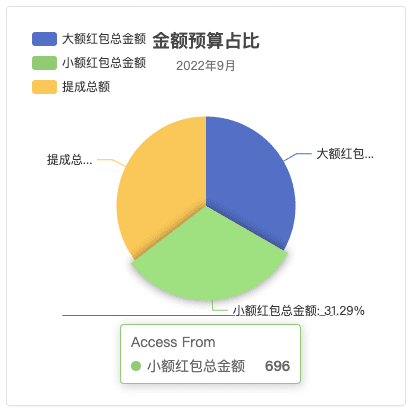 金额预算占比
2022年9月
大额红包总金额
小额红包总金额
提成总额
提成总...
大额红包...
小额红包总金额: 31.29%
Access From
小额红包总金额 696